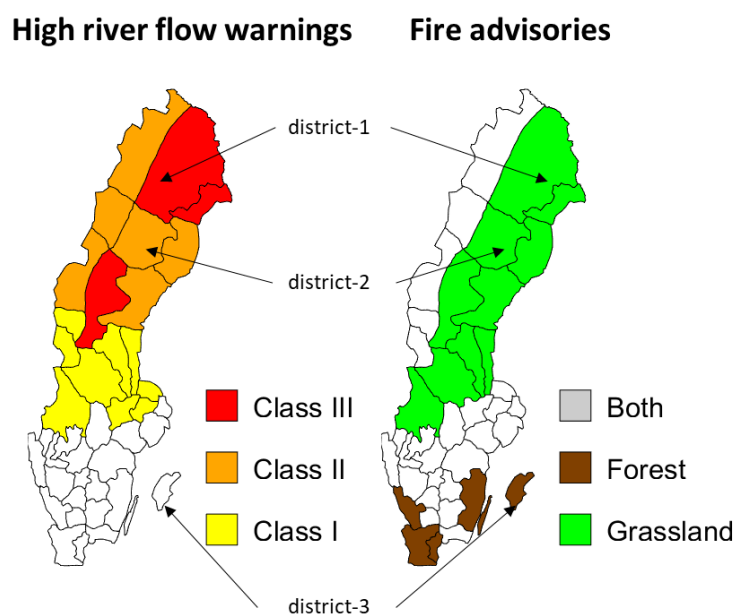 High river flow warnings
Fire advisories
district-1
district-2
Class III
Class II
Class I
Both
Forest
Grassland
district-3